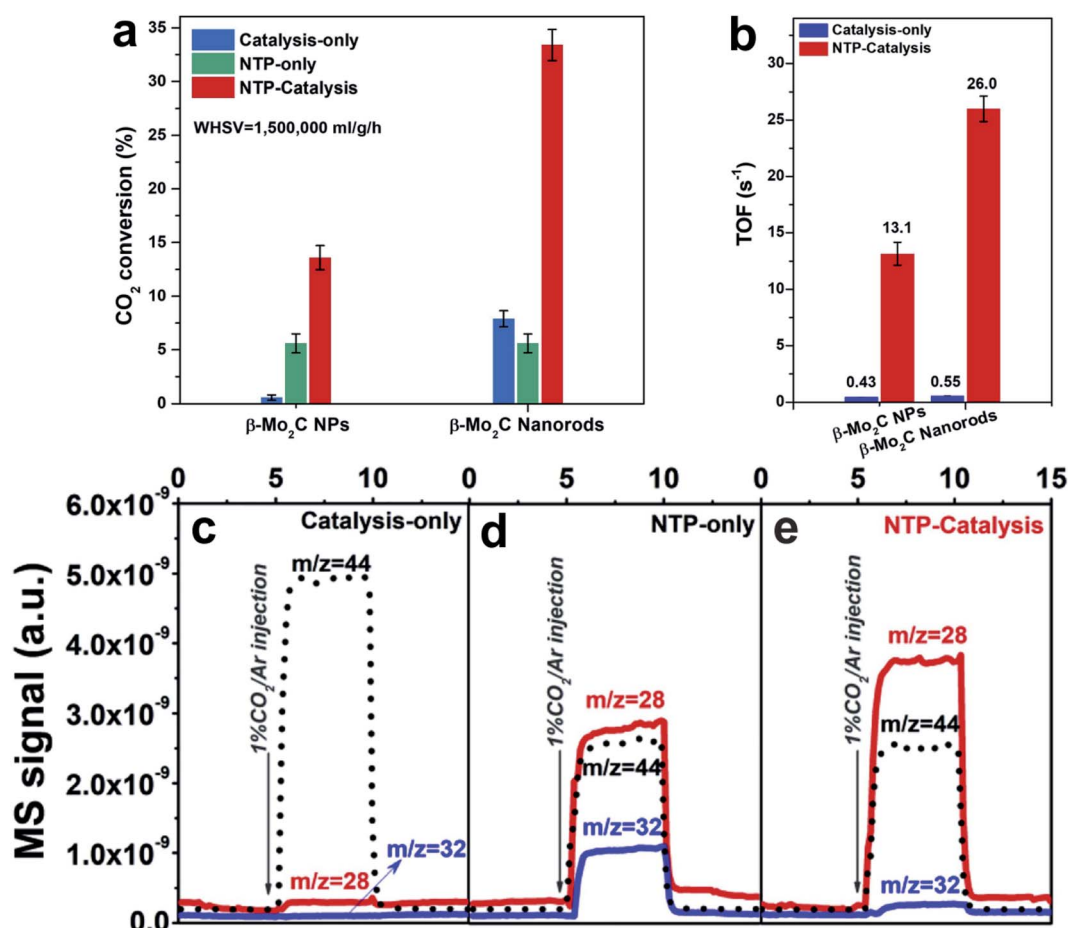 a
Catalysis-only
NTP-only
NTP-Catalysis
WHSV=1,500,000 ml/g/h
CO₂ conversion (%)
35
30
25
20
15
10
5
0
β-Mo₂C NPs
β-Mo₂C Nanorods
b
Catalysis-only
NTP-Catalysis
TOF (s⁻¹)
30
25
20
15
10
5
0
0.43
13.1
0.55
26.0
β-Mo₂C NPs
β-Mo₂C Nanorods
0 5 10 0 5 10 0 5 10 15
MS signal (a.u.)
6.0x10⁻⁹
5.0x10⁻⁹
4.0x10⁻⁹
3.0x10⁻⁹
2.0x10⁻⁹
1.0x10⁻⁹
0.0
c
Catalysis-only
1%CO₂/Ar injection
m/z=44
m/z=28
m/z=32
d
NTP-only
1%CO₂/Ar injection
m/z=28
m/z=44
m/z=32
e
NTP-Catalysis
1%CO₂/Ar injection
m/z=28
m/z=44
m/z=32